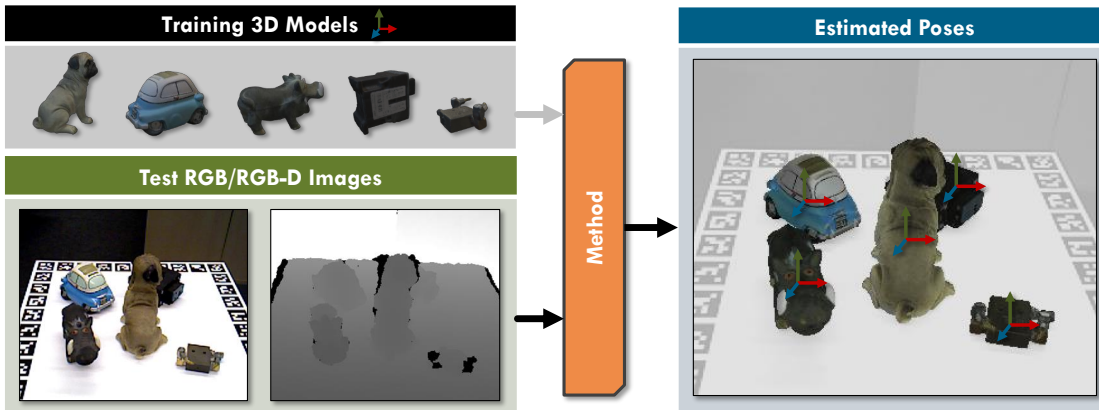 Training 3D Models
Test RGB/RGB-D Images
Method
Estimated Poses